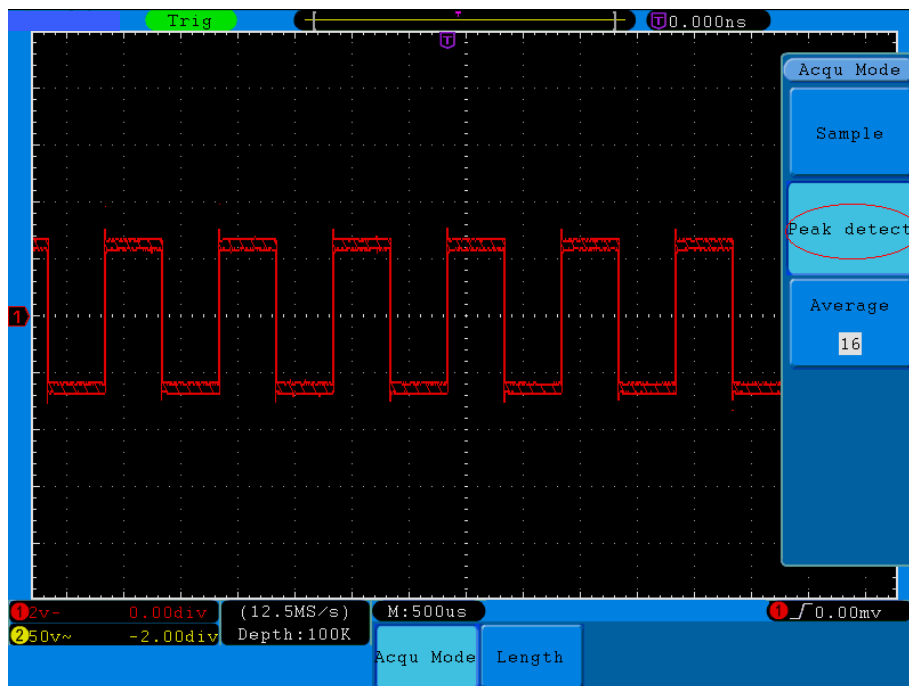 Trig
T 0.000ns
T
Acqu Mode
Sample
Peak detect
Average
16
1
1 2v- 0.00div
2 50v~ -2.00div
(12.5MS/s)
Depth:100K
M:500us
1 0.00mv
Acqu Mode
Length